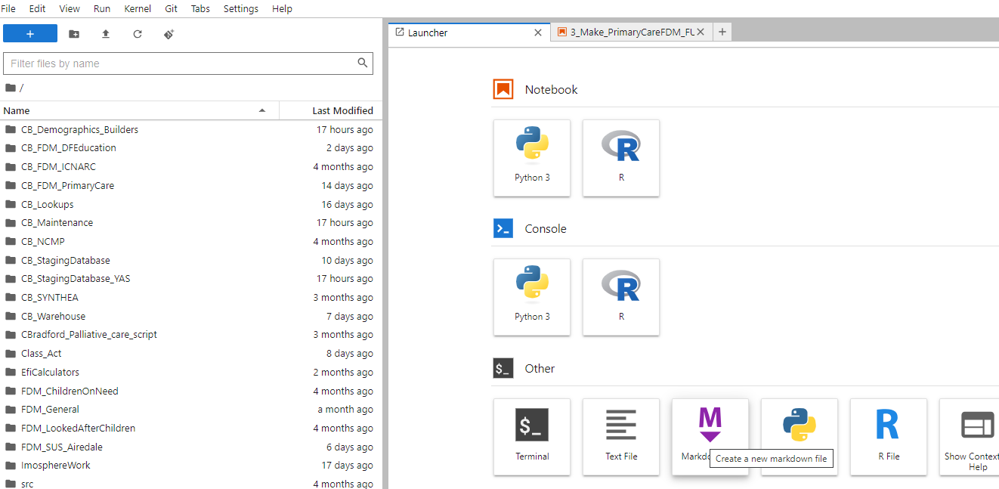 File Edit View Run Kernel Git Tabs Settings Help
Filter files by name
/
Name Last Modified
CB_Demographics_Builders 17 hours ago
CB_FDM_DFEducation 2 days ago
CB_FDM_ICNARC 4 months ago
CB_FDM_PrimaryCare 14 days ago
CB_Lookups 16 days ago
CB_Maintenance 17 hours ago
CB_NCMP 4 months ago
CB_StagingDatabase 10 days ago
CB_StagingDatabase_YAS 17 hours ago
CB_SYNTHEA 3 months ago
CB_Warehouse 7 days ago
CBradford_Palliative_care_script 3 months ago
Class_Act 8 days ago
EfiCalculators 2 months ago
FDM_ChildrenOnNeed 4 months ago
FDM_General a month ago
FDM_LookedAfterChildren 4 months ago
FDM_SUS_Airedale 6 days ago
ImosphereWork 17 days ago
src 4 months ago
Launcher 3_Make_PrimaryCareFDM_FU
Notebook
Python 3 R
Console
Python 3 R
$_ Other
$_ M R
Terminal Text File Markdo R File Show Context
Help
Create a new markdown file